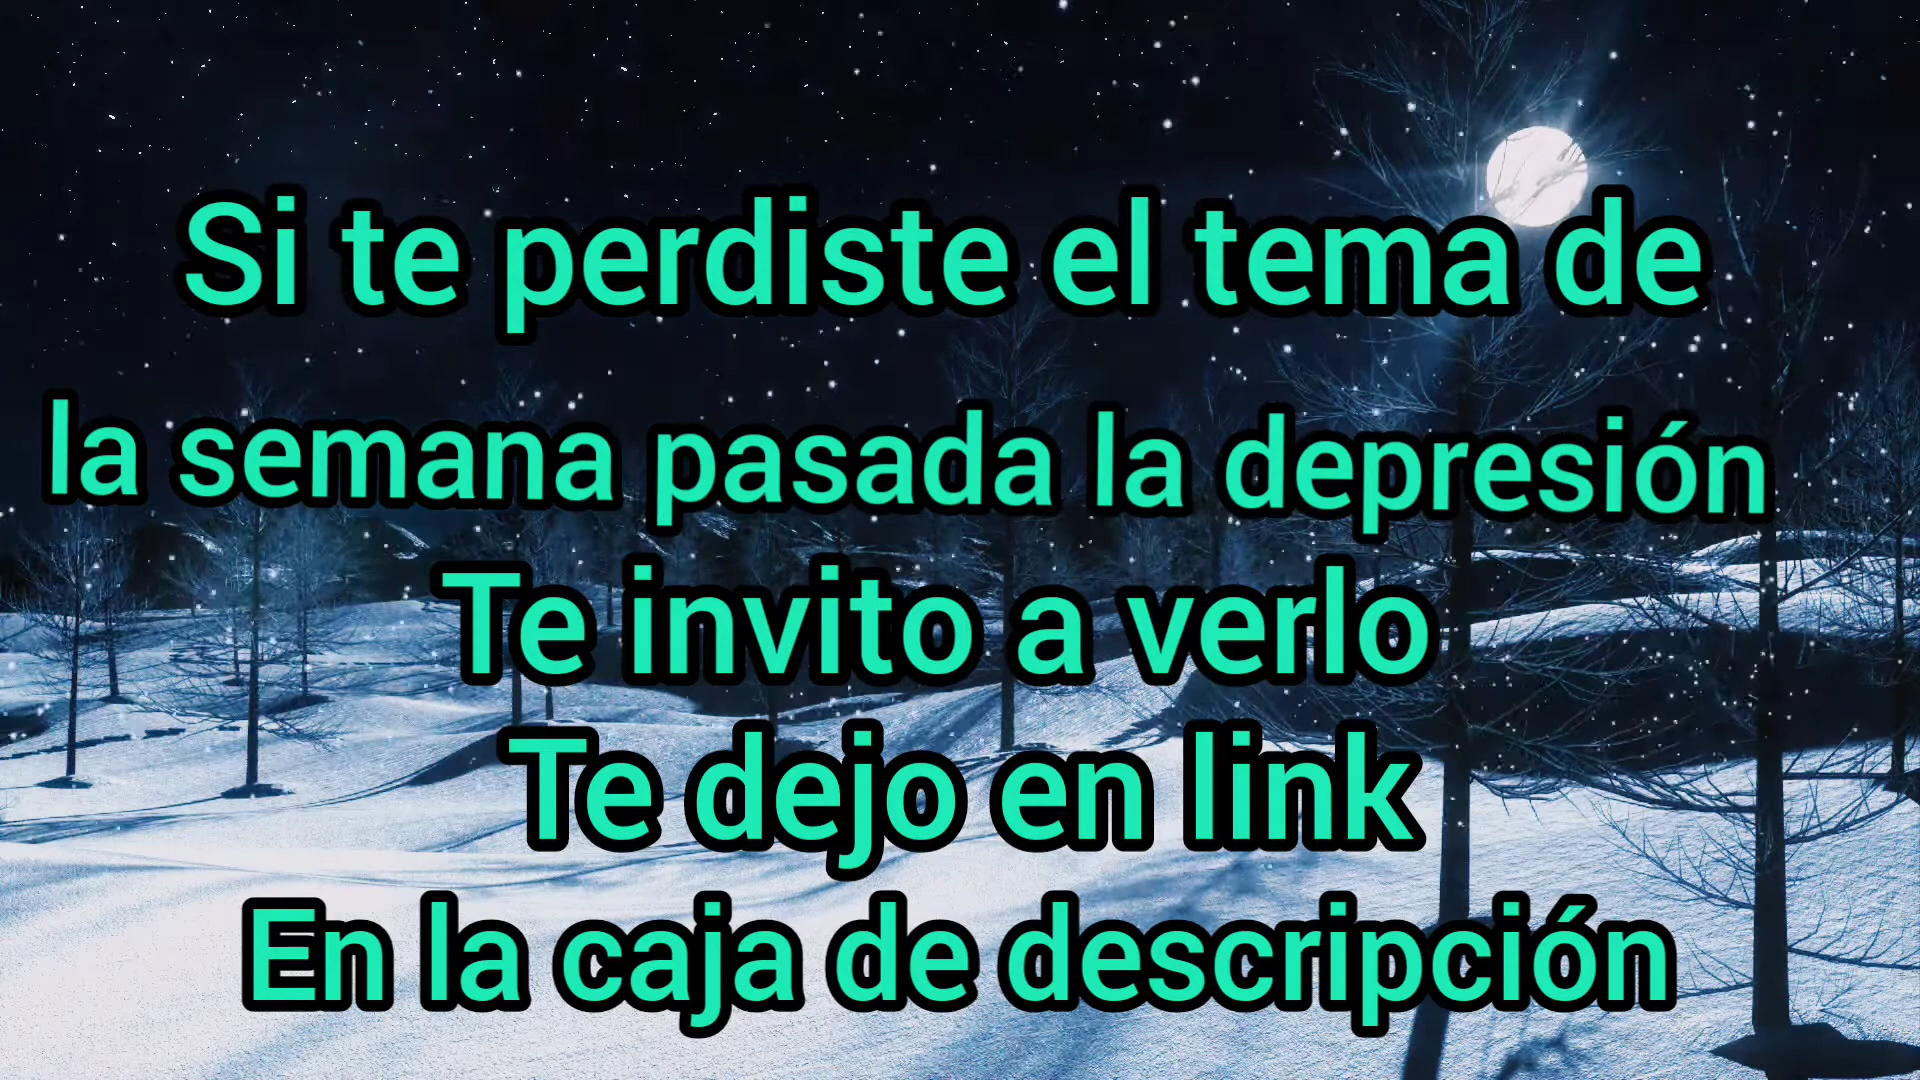 Si te perdiste el tema de
la semana pasada la depresión
Te invito a verlo
Te dejo en link
En la caja de descripción